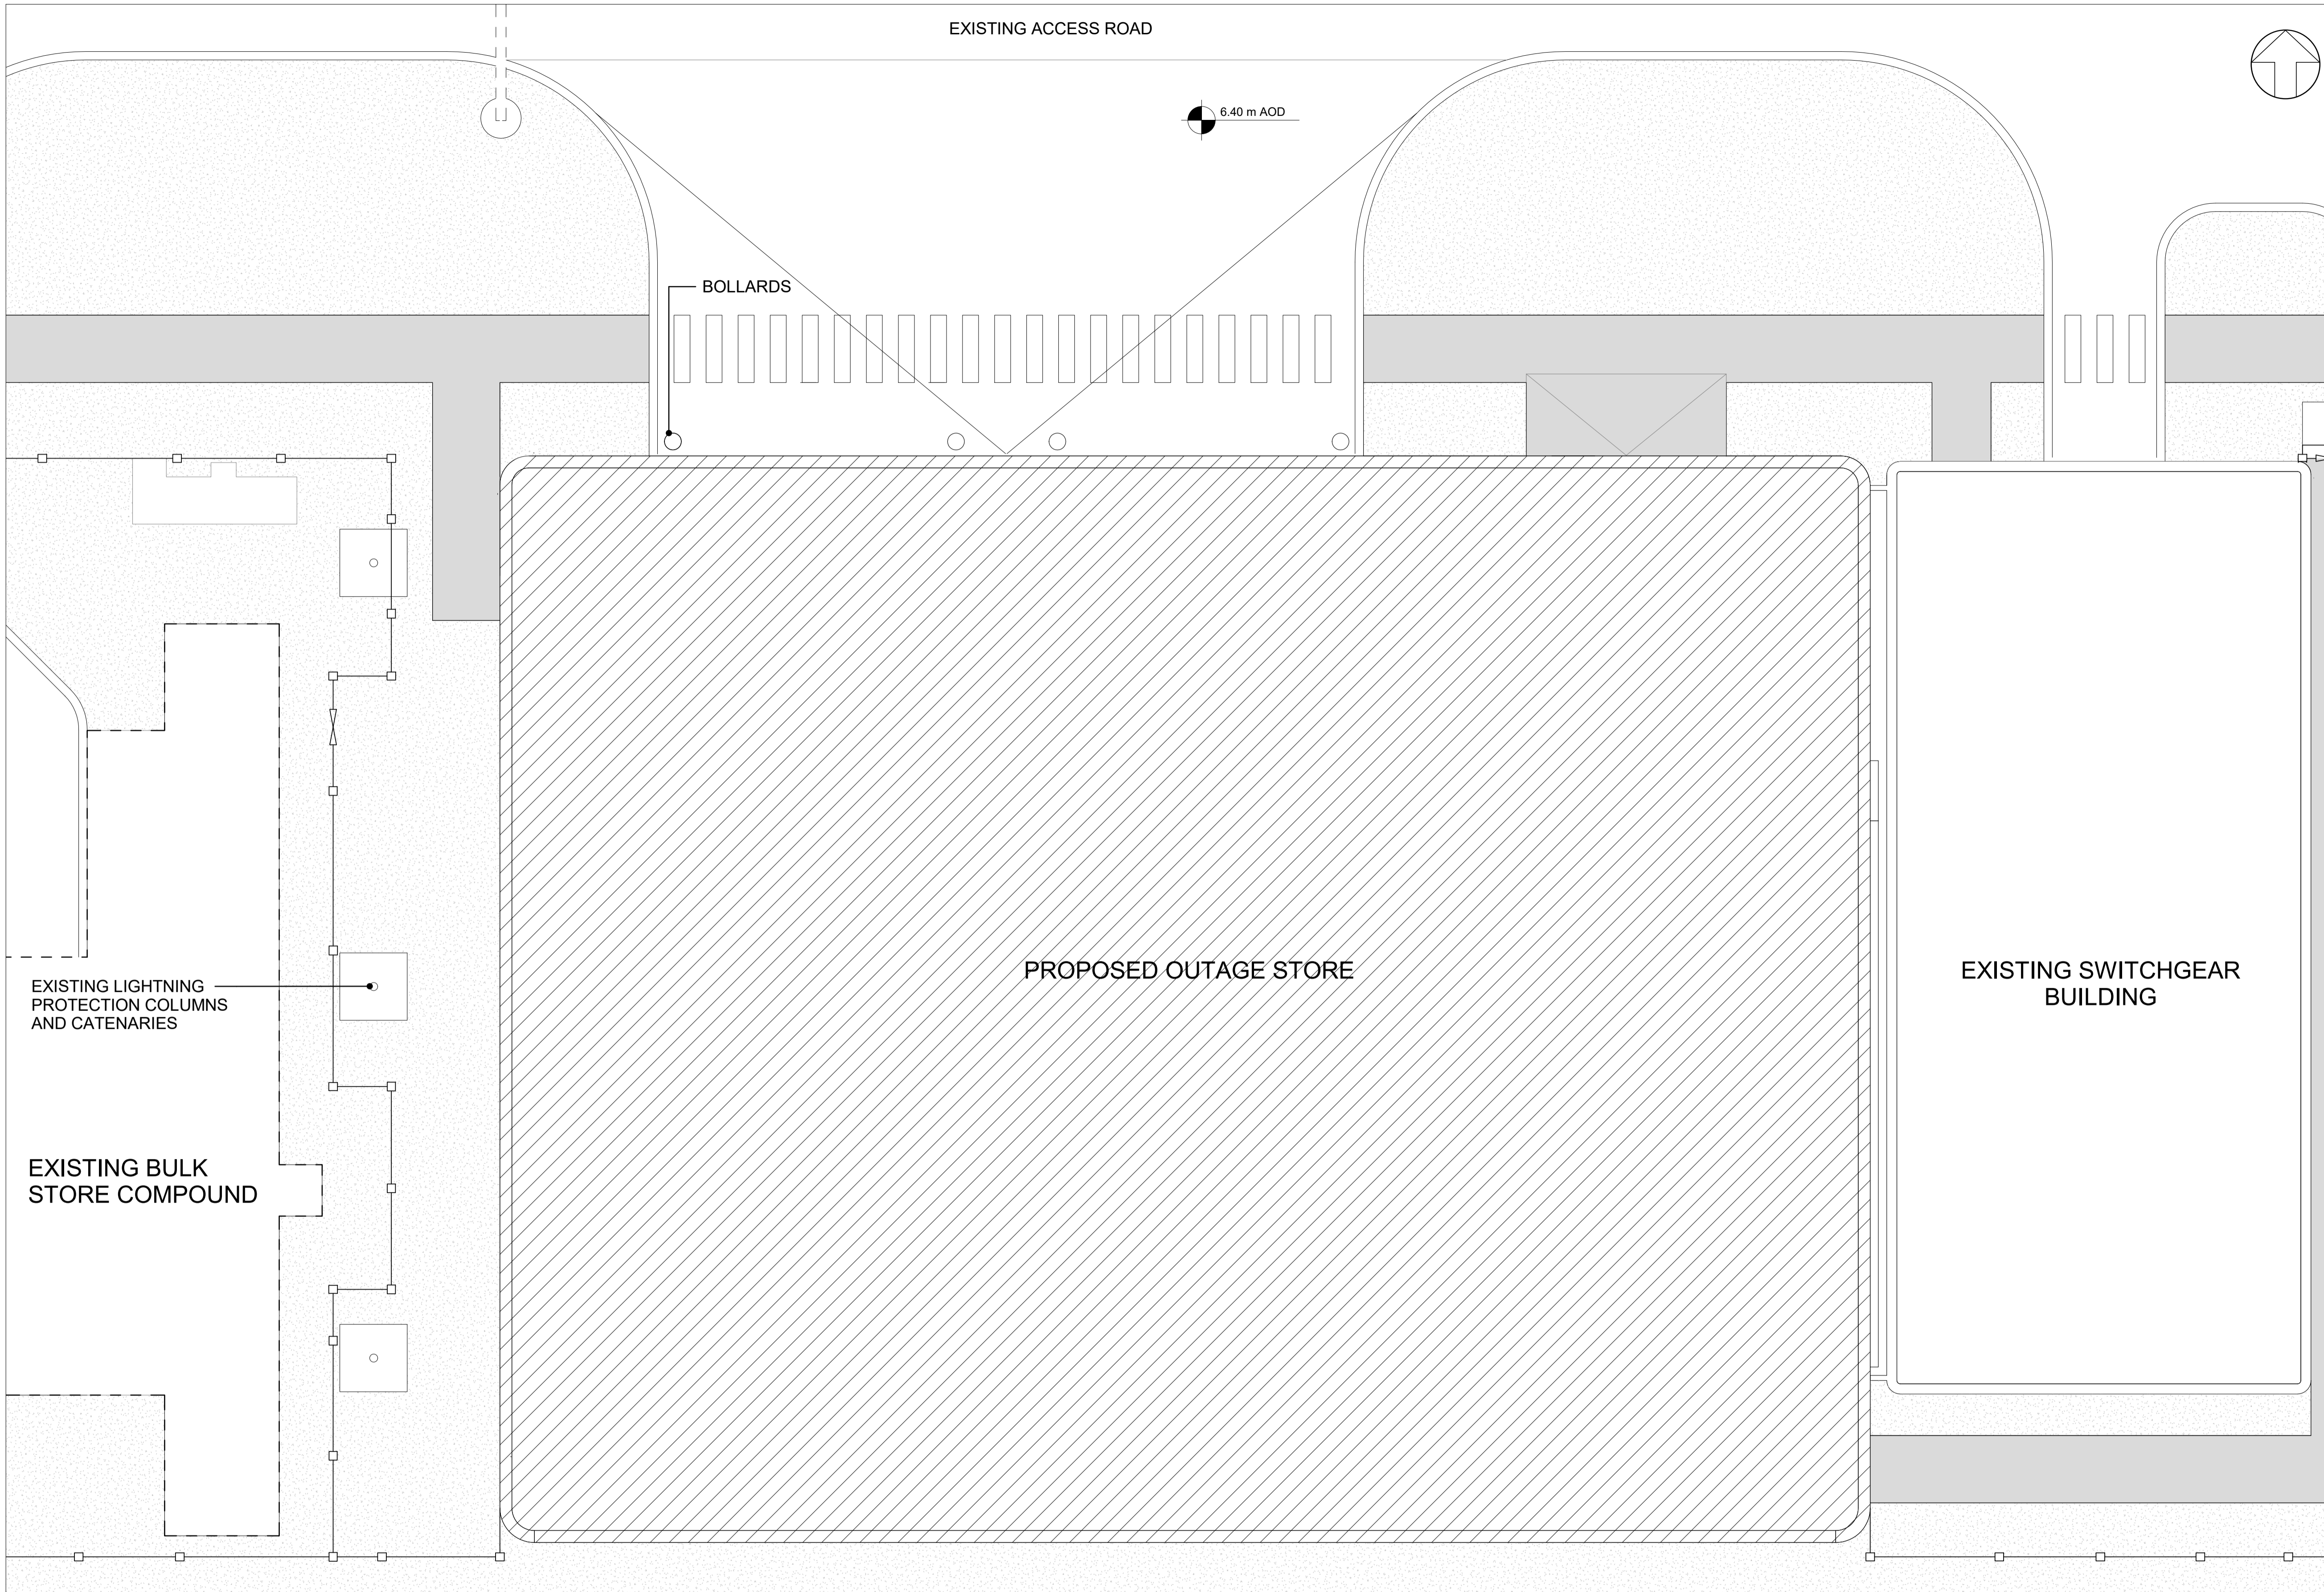 EXISTING ACCESS ROAD
6.40 m AOD
BOLLARDS
PROPOSED OUTAGE STORE
EXISTING SWITCHGEAR
BUILDING
EXISTING LIGHTNING
PROTECTION COLUMNS
AND CATENARIES
EXISTING BULK
STORE COMPOUND